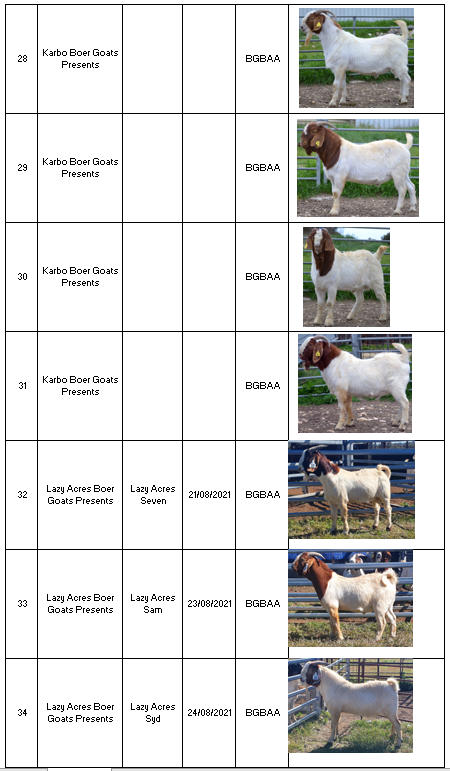 28 Karbo Boer Goats Presents BGBAA
29 Karbo Boer Goats Presents BGBAA
30 Karbo Boer Goats Presents BGBAA
31 Karbo Boer Goats Presents BGBAA
32 Lazy Acres Boer Goats Presents Lazy Acres Seven 21/08/2021 BGBAA
33 Lazy Acres Boer Goats Presents Lazy Acres Sam 23/08/2021 BGBAA
34 Lazy Acres Boer Goats Presents Lazy Acres Syd 24/08/2021 BGBAA